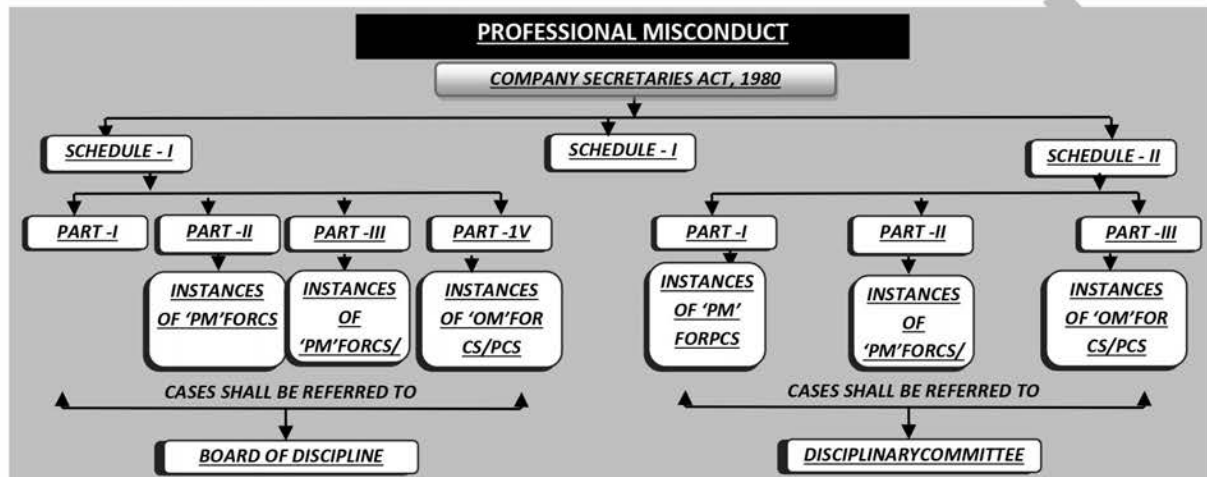 PROFESSIONAL MISCONDUCT
COMPANY SECRETARIES ACT, 1980
SCHEDULE - I
SCHEDULE - I
SCHEDULE - II
PART -I
PART -II
PART -III
PART -1V
PART -I
PART -II
PART -III
INSTANCES
OF 'PM'FORCS
INSTANCES
OF
'PM'FORCS/
INSTANCES
OF 'OM'FOR
CS/PCS
INSTANCES
OF 'PM'
FORPCS
INSTANCES
OF
'PM'FORCS/
INSTANCES
OF 'OM'FOR
CS/PCS
CASES SHALL BE REFERRED TO
CASES SHALL BE REFERRED TO
BOARD OF DISCIPLINE
DISCIPLINARYCOMMITTEE